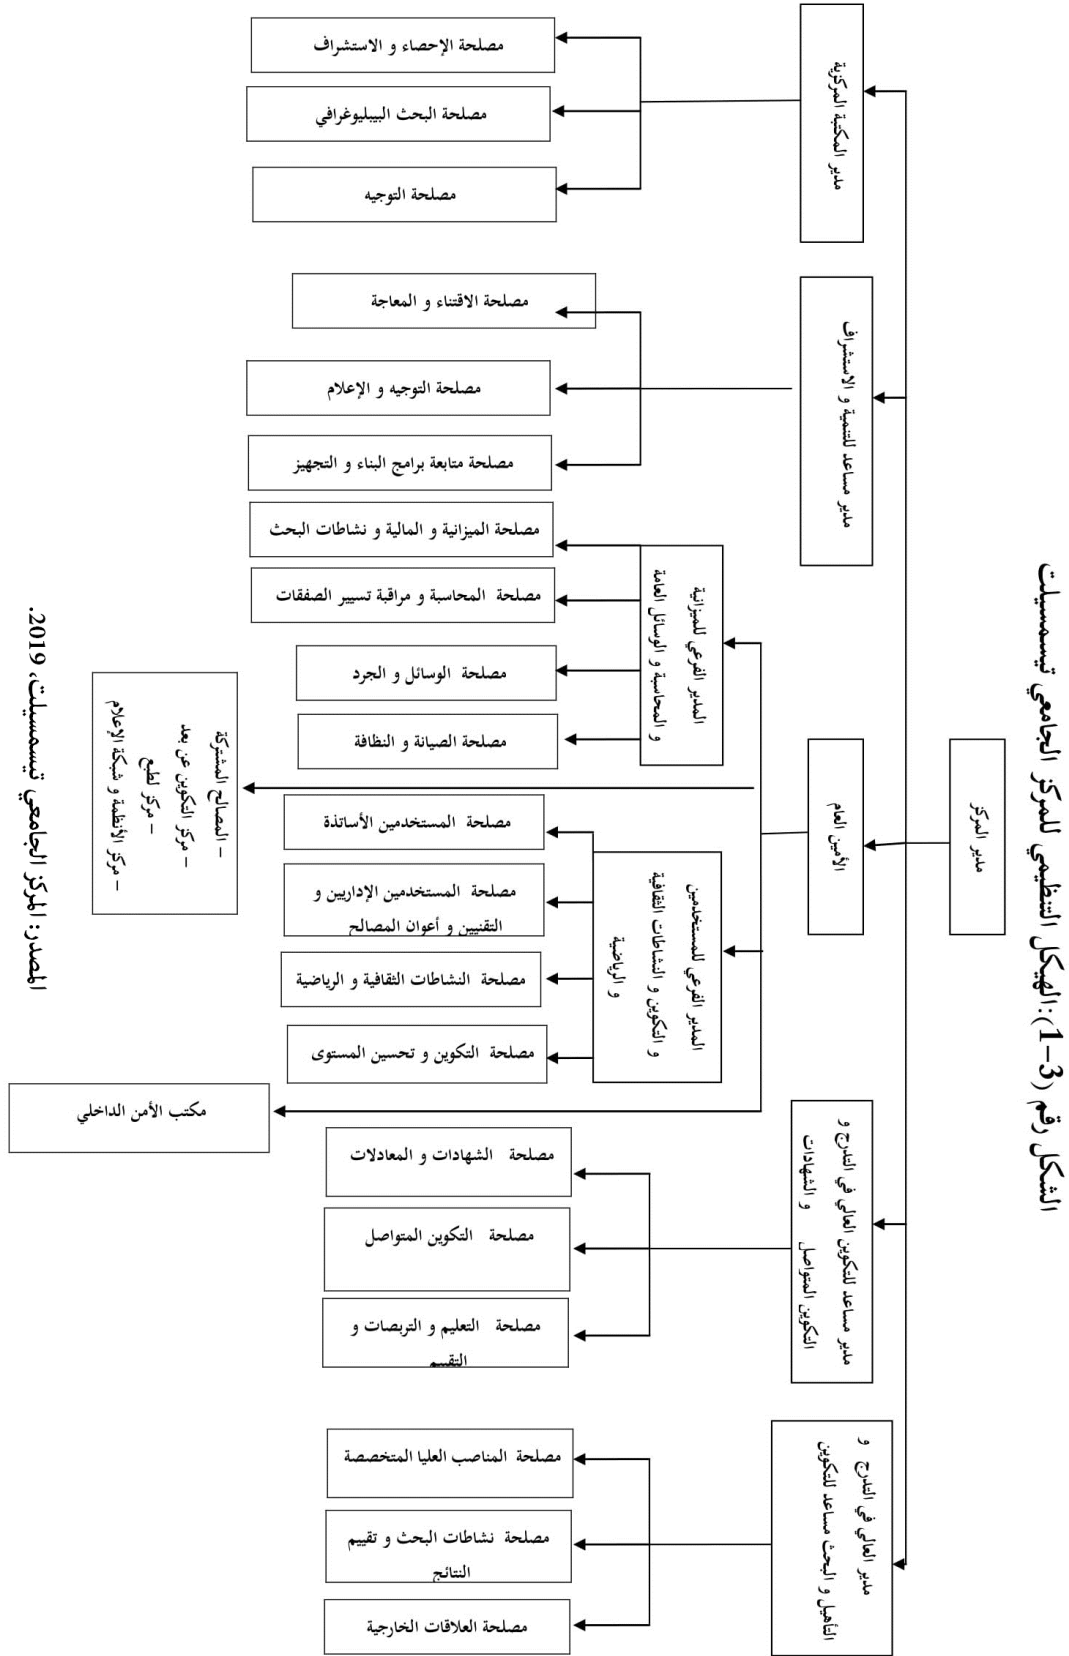 الشكل رقم (3-1):الهيكل التنظيمي للمركز الجامعي تيسمسيلت
مدير المركز
مدير المكتبة المركزية
مدير مساعد للتنمية و الاستشراف
الأمين العام
مدير مساعد للتكوين العالي في التدرج و
التكوين المتواصل و الشهادات
مدير العالي في التدرج و
التأهيل و البحث مساعد للتكوين
المدير الفرعي للميزانية
و المحاسبة و الوسائل العامة
المدير الفرعي للمستخدمين
و التكوين و النشاطات الثقافية
و الرياضية
مصلحة الإحصاء و الاستشراف
مصلحة البحث البيبليوغرافي
مصلحة التوجيه
مصلحة الاقتناء و المعاجة
مصلحة التوجيه و الإعلام
مصلحة متابعة برامج البناء و التجهيز
مصلحة الميزانية و المالية و نشاطات البحث
مصلحة المحاسبة و مراقبة تسيير الصفقات
مصلحة الوسائل و الجرد
مصلحة الصيانة و النظافة
– المصالح المشتركة
– مركز التكوين عن بعد
– مركز لطبع
– مركز الأنظمة و شبكة الإعلام
مصلحة المستخدمين الأساتذة
مصلحة المستخدمين الإداريين و
التقنيين و أعوان المصالح
مصلحة النشاطات الثقافية و الرياضية
مصلحة التكوين و تحسين المستوى
مكتب الأمن الداخلي
مصلحة الشهادات و المعادلات
مصلحة التكوين المتواصل
مصلحة التعليم و التربصات و
التقييم
مصلحة المناصب العليا المتخصصة
مصلحة نشاطات البحث و تقييم
النتائج
مصلحة العلاقات الخارجية
المصدر: المركز الجامعي تيسمسيلت، 2019.